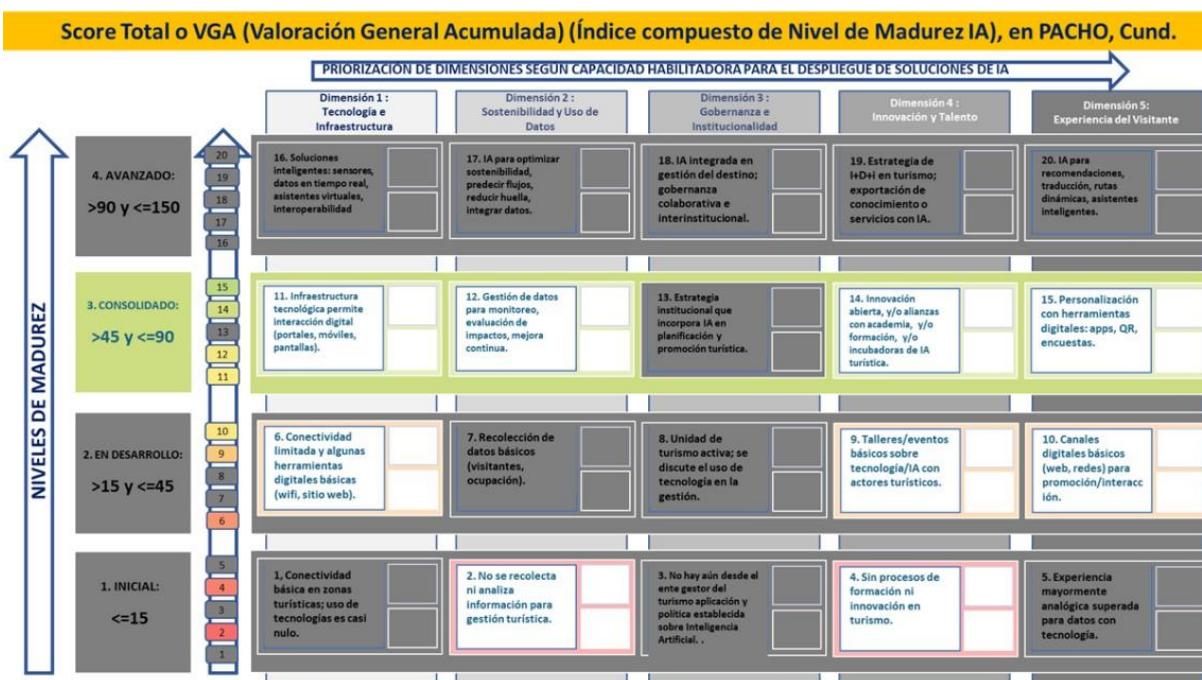 Score Total o VGA (Valoración General Acumulada) (Índice compuesto de Nivel de Madurez IA), en PACHO, Cund.
PRIORIZACIÓN DE DIMENSIONES SEGÚN CAPACIDAD HABILITADORA PARA EL DESPLIEGUE DE SOLUCIONES DE IA
Dimensión 1 :
Tecnología e
Infraestructura
Dimensión 2 :
Sostenibilidad y Uso de
Datos
Dimensión 3 :
Gobernanza e
Institucionalidad
Dimensión 4 :
Innovación y Talento
Dimensión 5:
Experiencia del Visitante
NIVELES DE MADUREZ
4. AVANZADO:
>90 y <=150
20
19
18
17
16
16. Soluciones
inteligentes: sensores,
datos en tiempo real,
asistentes virtuales,
interoperabilidad
17. IA para optimizar
sostenibilidad,
predecir flujos,
reducir huella,
integrar datos.
18. IA integrada en
gestión del destino;
gobernanza
colaborativa e
interinstitucional.
19. Estrategia de
I+D+i en turismo;
exportación de
conocimiento o
servicios con IA.
20. IA para
recomendaciones,
traducción, rutas
dinámicas, asistentes
inteligentes.
3. CONSOLIDADO:
>45 y <=90
15
14
13
12
11
11. Infraestructura
tecnológica permite
interacción digital
(portales, móviles,
pantallas).
12. Gestión de datos
para monitoreo,
evaluación de
impactos, mejora
continua.
13. Estrategia
institucional que
incorpora IA en
planificación y
promoción turística.
14. Innovación
abierta, y/o alianzas
con academia, y/o
formación, y/o
incubadoras de IA
turística.
15. Personalización
con herramientas
digitales: apps, QR,
encuestas.
2. EN DESARROLLO:
>15 y <=45
10
9
8
7
6
6. Conectividad
limitada y algunas
herramientas
digitales básicas
(wifi, sitio web).
7. Recolección de
datos básicos
(visitantes,
ocupación).
8. Unidad de
turismo activa; se
discute el uso de
tecnología en la
gestión.
9. Talleres/eventos
básicos sobre
tecnología/IA con
actores turísticos.
10. Canales
digitales básicos
(web, redes) para
promoción/interacc
ión.
1. INICIAL:
<=15
5
4
3
2
1
1, Conectividad
básica en zonas
turísticas; uso de
tecnologías es casi
nulo.
2. No se recolecta
ni analiza
información para
gestión turística.
3. No hay aún desde el
ente gestor del
turismo aplicación y
política establecida
sobre Inteligencia
Artificial. .
4. Sin procesos de
formación ni
innovación en
turismo.
5. Experiencia
mayormente
analógica superada
para datos con
tecnología.